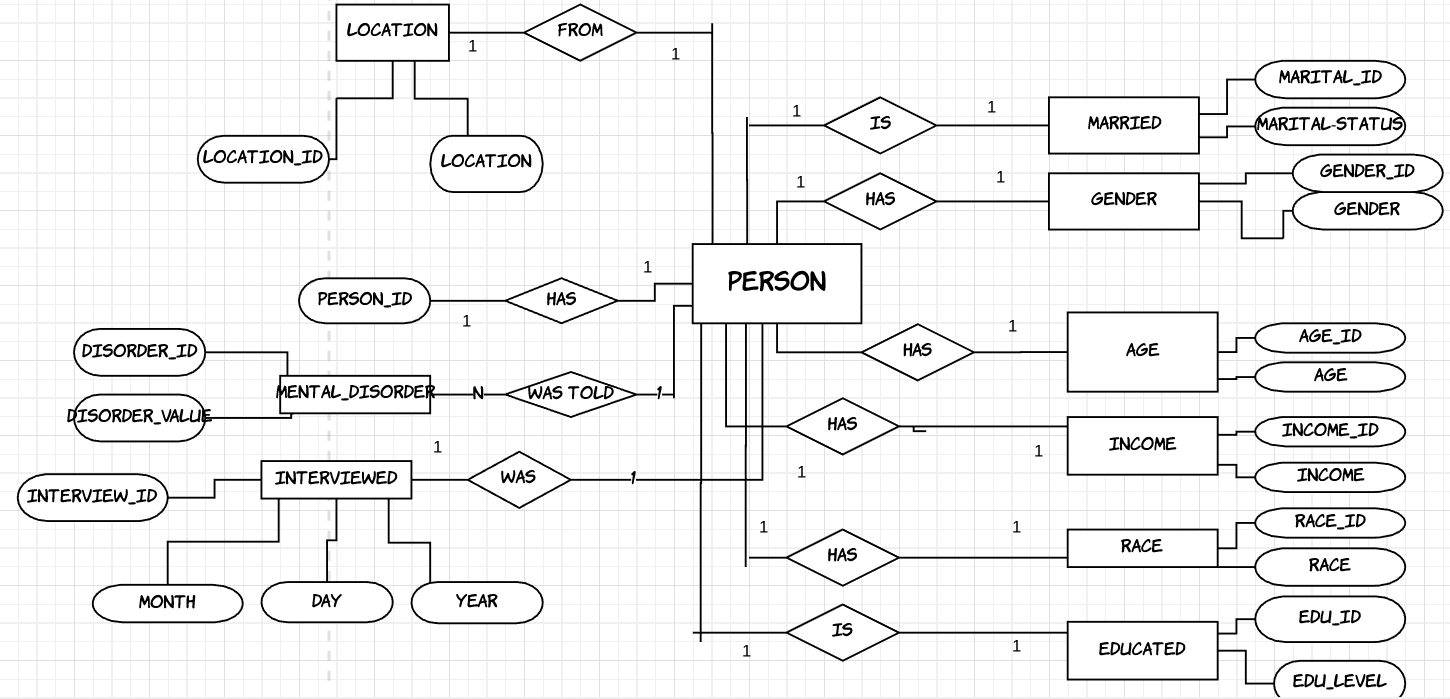 LOCATION
FROM
1
1
MARITAL_ID
1
IS
1
MARRIED
MARITAL-STATUS
LOCATION_ID
LOCATION
1
HAS
1
GENDER
GENDER_ID
GENDER
PERSON
PERSON_ID
HAS
1
1
DISORDER_ID
HAS
1
AGE
AGE_ID
AGE
MENTAL_DISORDER
N
WAS TOLD
1
DISORDER_VALUE
HAS
1
1
INCOME
INCOME_ID
INCOME
INTERVIEWED
1
WAS
1
INTERVIEW_ID
MONTH
DAY
YEAR
1
HAS
1
RACE
RACE_ID
RACE
1
IS
1
EDUCATED
EDU_ID
EDU_LEVEL